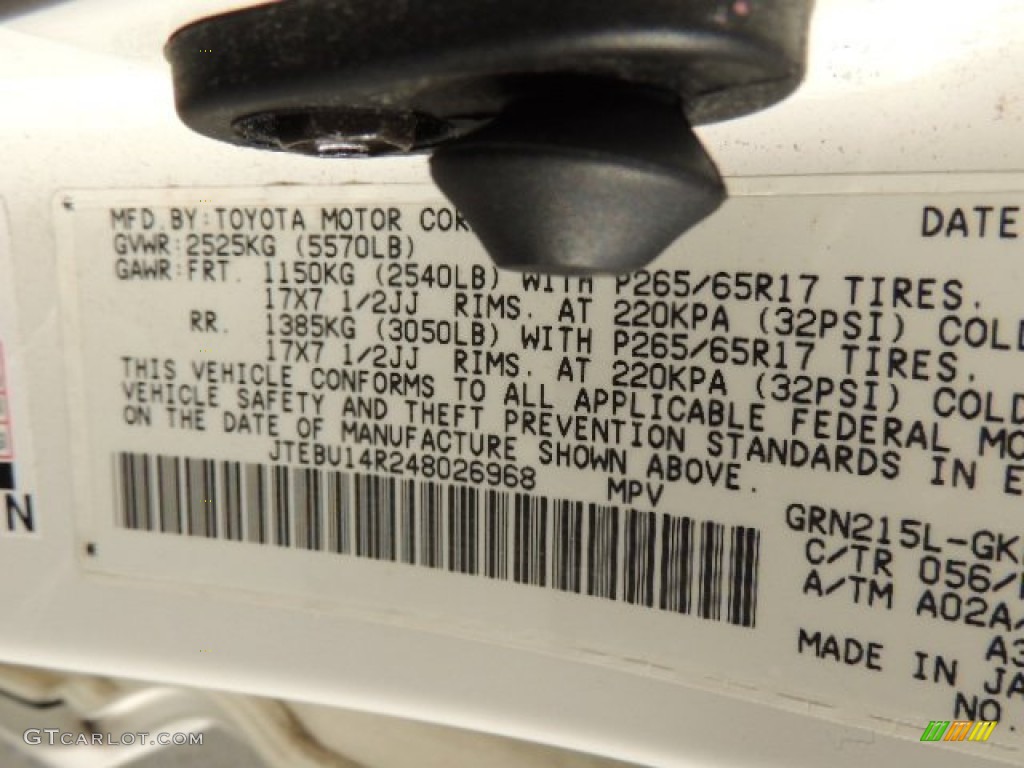 MFD.BY:TOYOTA MOTOR COR
DATE
GVWR:2525KG (5570LB)
GAWR:FRT. 1150KG (2540LB) WITH P265/65R17 TIRES.
17X7 1/2JJ RIMS. AT 220KPA (32PSI) COLD
RR. 1385KG (3050LB) WITH P265/65R17 TIRES.
17X7 1/2JJ RIMS. AT 220KPA (32PSI) COLD
THIS VEHICLE CONFORMS TO ALL APPLICABLE FEDERAL MO
VEHICLE SAFETY AND THEFT PREVENTION STANDARDS IN E
ON THE DATE OF MANUFACTURE SHOWN ABOVE.
JTEBU14R248026968 MPV
GRN215L-GK
C/TR 056/
A/TM A02A/
A3
MADE IN JA
NO.
N
GTCARLOT.COM